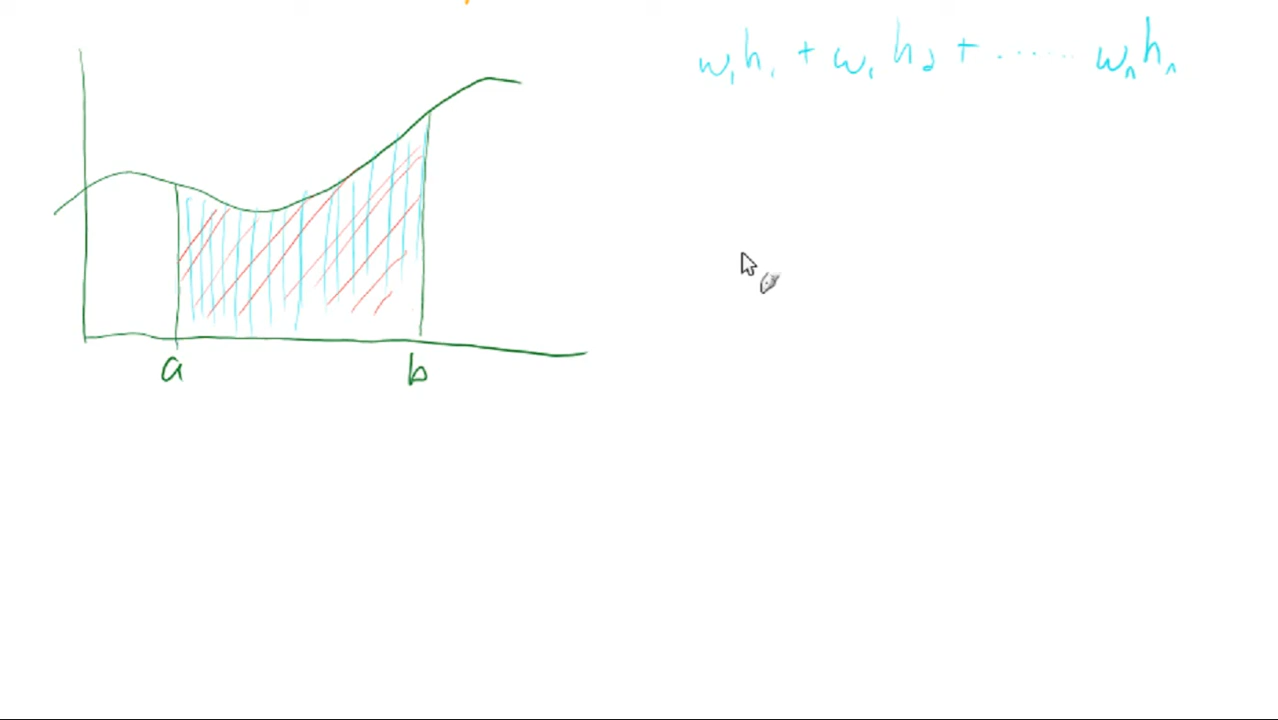 w₁h₁ + w₁h₂ + ...... wₙhₙ
a b